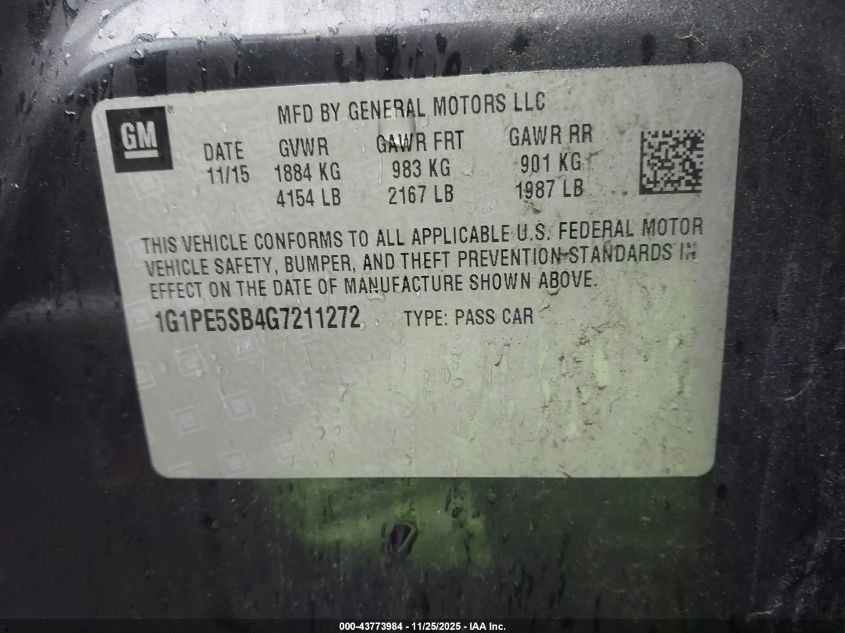 MFD BY GENERAL MOTORS LLC
GM
DATE GVWR GAWR FRT GAWR RR
11/15 1884 KG 983 KG 901 KG
4154 LB 2167 LB 1987 LB
THIS VEHICLE CONFORMS TO ALL APPLICABLE U.S. FEDERAL MOTOR
VEHICLE SAFETY, BUMPER, AND THEFT PREVENTION STANDARDS IN
EFFECT ON THE DATE OF MANUFACTURE SHOWN ABOVE.
1G1PE5SB4G7211272 TYPE: PASS CAR
000-43773984 - 11/25/2025 - IAA Inc.